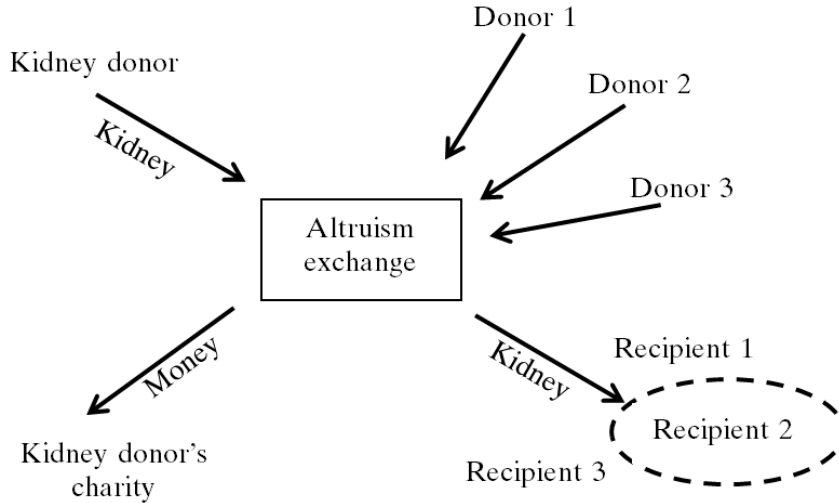 Donor 1
Kidney donor
Donor 2
Kidney
Donor 3
Altruism
exchange
Money
Kidney
Recipient 1
Recipient 2
Kidney donor's
charity
Recipient 3